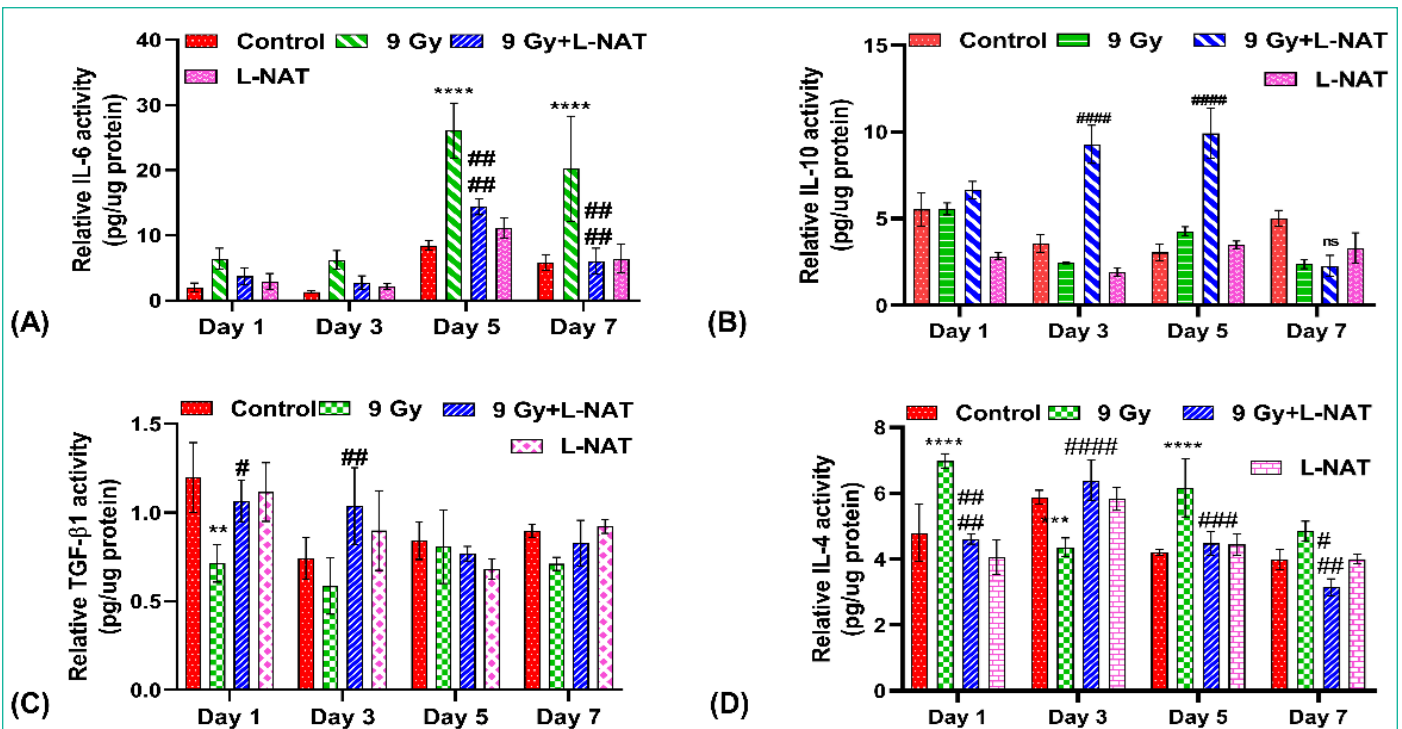 Control 9 Gy 9 Gy+L-NAT
L-NAT
Relative IL-6 activity
(pg/ug protein)
40
30
20
10
0
****
****
##
##
##
##
Day 1 Day 3 Day 5 Day 7
(A)
Control 9 Gy 9 Gy+L-NAT
L-NAT
Relative IL-10 activity
(pg/ug protein)
15
10
5
0
####
####
ns
Day 1 Day 3 Day 5 Day 7
(B)
Control 9 Gy 9 Gy+L-NAT
L-NAT
Relative TGF-β1 activity
(pg/ug protein)
1.5
1.0
0.5
0.0
#
##
**
Day 1 Day 3 Day 5 Day 7
(C)
Control 9 Gy 9 Gy+L-NAT
L-NAT
Relative IL-4 activity
(pg/ug protein)
8
6
4
2
0
****
####
****
##
##
***
###
#
##
Day 1 Day 3 Day 5 Day 7
(D)